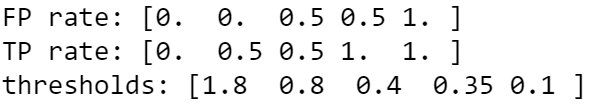 FP rate: [0.  0.  0.5 0.5 1. ]
TP rate: [0.  0.5 0.5 1.  1. ]
thresholds: [1.8  0.8  0.4  0.35 0.1 ]